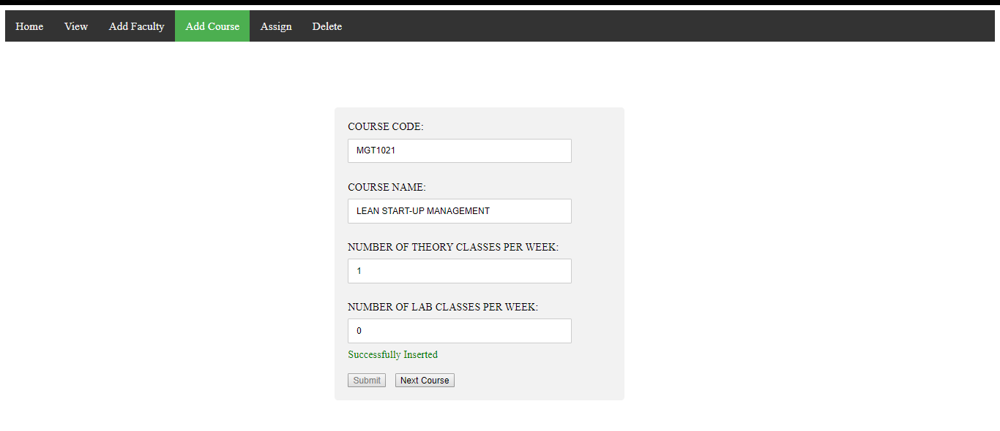 Home View Add Faculty Add Course Assign Delete
COURSE CODE:
MGT1021
COURSE NAME:
LEAN START-UP MANAGEMENT
NUMBER OF THEORY CLASSES PER WEEK:
1
NUMBER OF LAB CLASSES PER WEEK:
0
Successfully Inserted
Submit Next Course